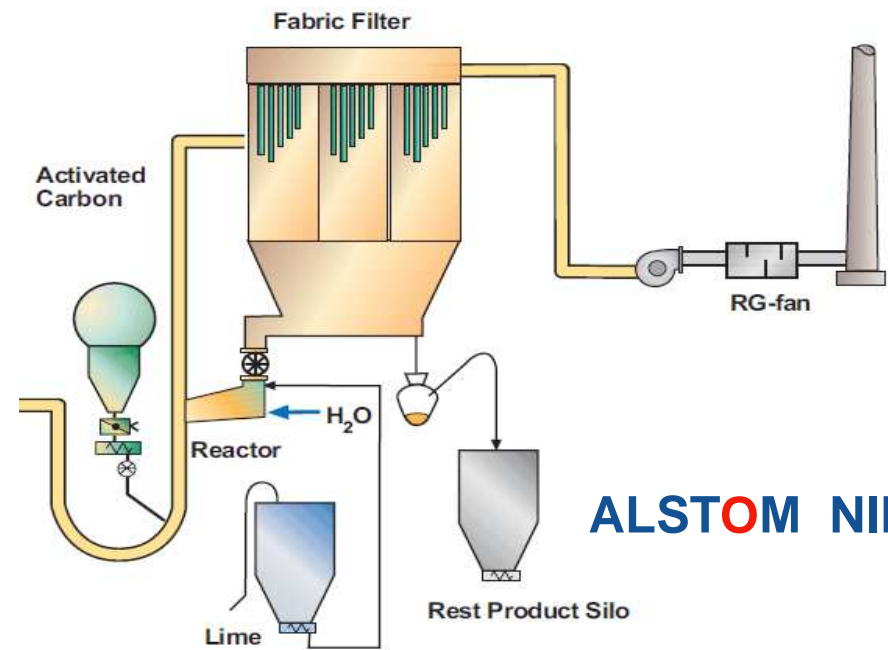 Fabric Filter
Activated
Carbon
RG-fan
H₂O
Reactor
ALSTOM
Rest Product Silo
Lime